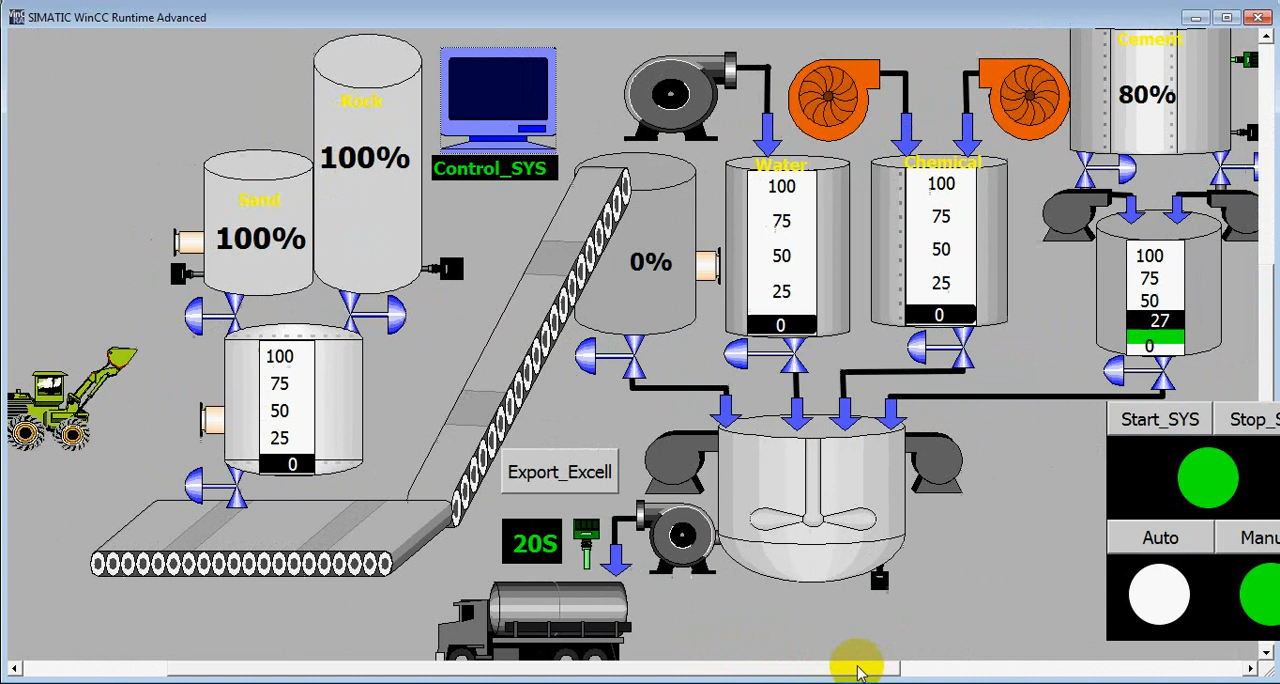 SIMATIC WinCC Runtime Advanced
Rock
100%
Sand
100%
Control_SYS
0%
Water
100
75
50
25
0
Chemical
100
75
50
25
0
Cement
80%
100
75
50
27
0
100
75
50
25
0
Export_Excell
20S
Start_SYS
Stop_S
Auto
Manu